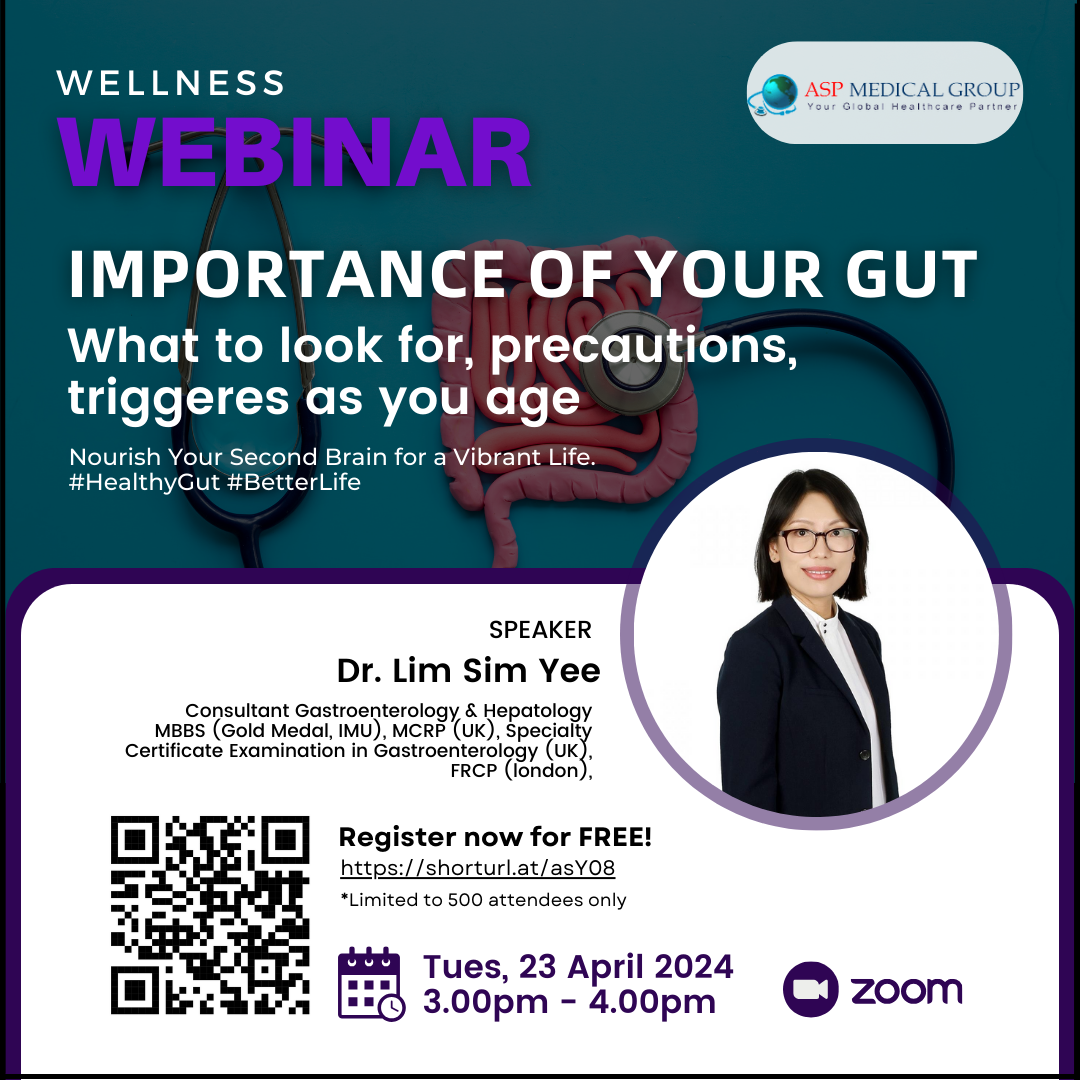 WELLNESS
WEBINAR
ASP MEDICAL GROUP
Your Global Healthcare Partner
IMPORTANCE OF YOUR GUT
What to look for, precautions,
triggeres as you age
Nourish Your Second Brain for a Vibrant Life.
#HealthyGut #BetterLife
SPEAKER
Dr. Lim Sim Yee
Consultant Gastroenterology & Hepatology
MBBS (Gold Medal, IMU), MCRP (UK), Specialty
Certificate Examination in Gastroenterology (UK),
FRCP (london),
Register now for FREE!
https://shorturl.at/asY08
*Limited to 500 attendees only
Tues, 23 April 2024
3.00pm - 4.00pm
zoom